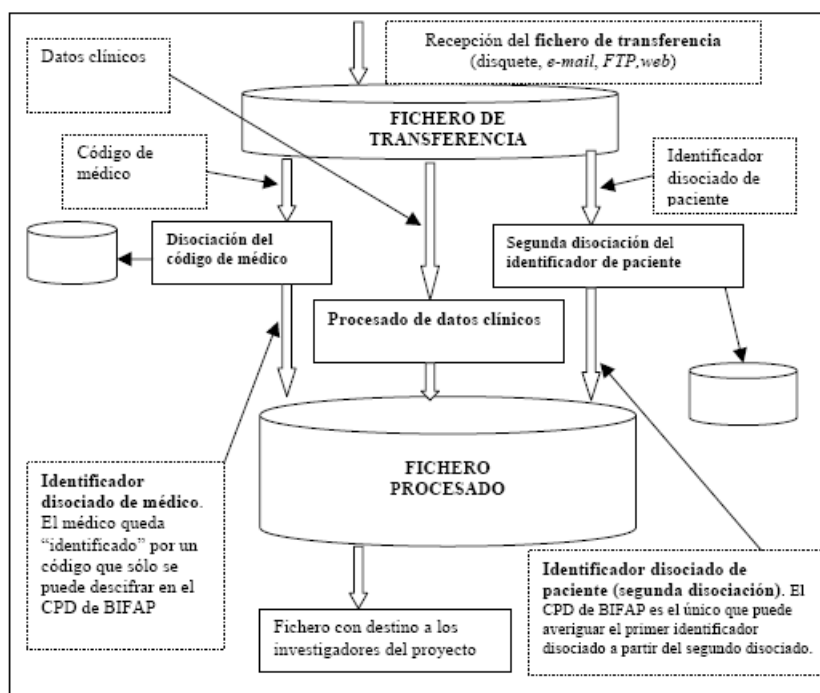 Datos clínicos
Recepción del fichero de transferencia
(disquete, e-mail, FTP,web)
FICHERO DE
TRANSFERENCIA
Código de
médico
Identificador
disociado de
paciente
Disociación del
código de médico
Segunda disociación del
identificador de paciente
Procesado de datos clínicos
FICHERO
PROCESADO
Identificador
disociado de médico.
El médico queda
“identificado” por un
código que sólo se
puede descifrar en el
CPD de BIFAP
Identificador disociado de
paciente (segunda disociación). El
CPD de BIFAP es el único que puede
averiguar el primer identificador
disociado a partir del segundo disociado.
Fichero con destino a los
investigadores del proyecto